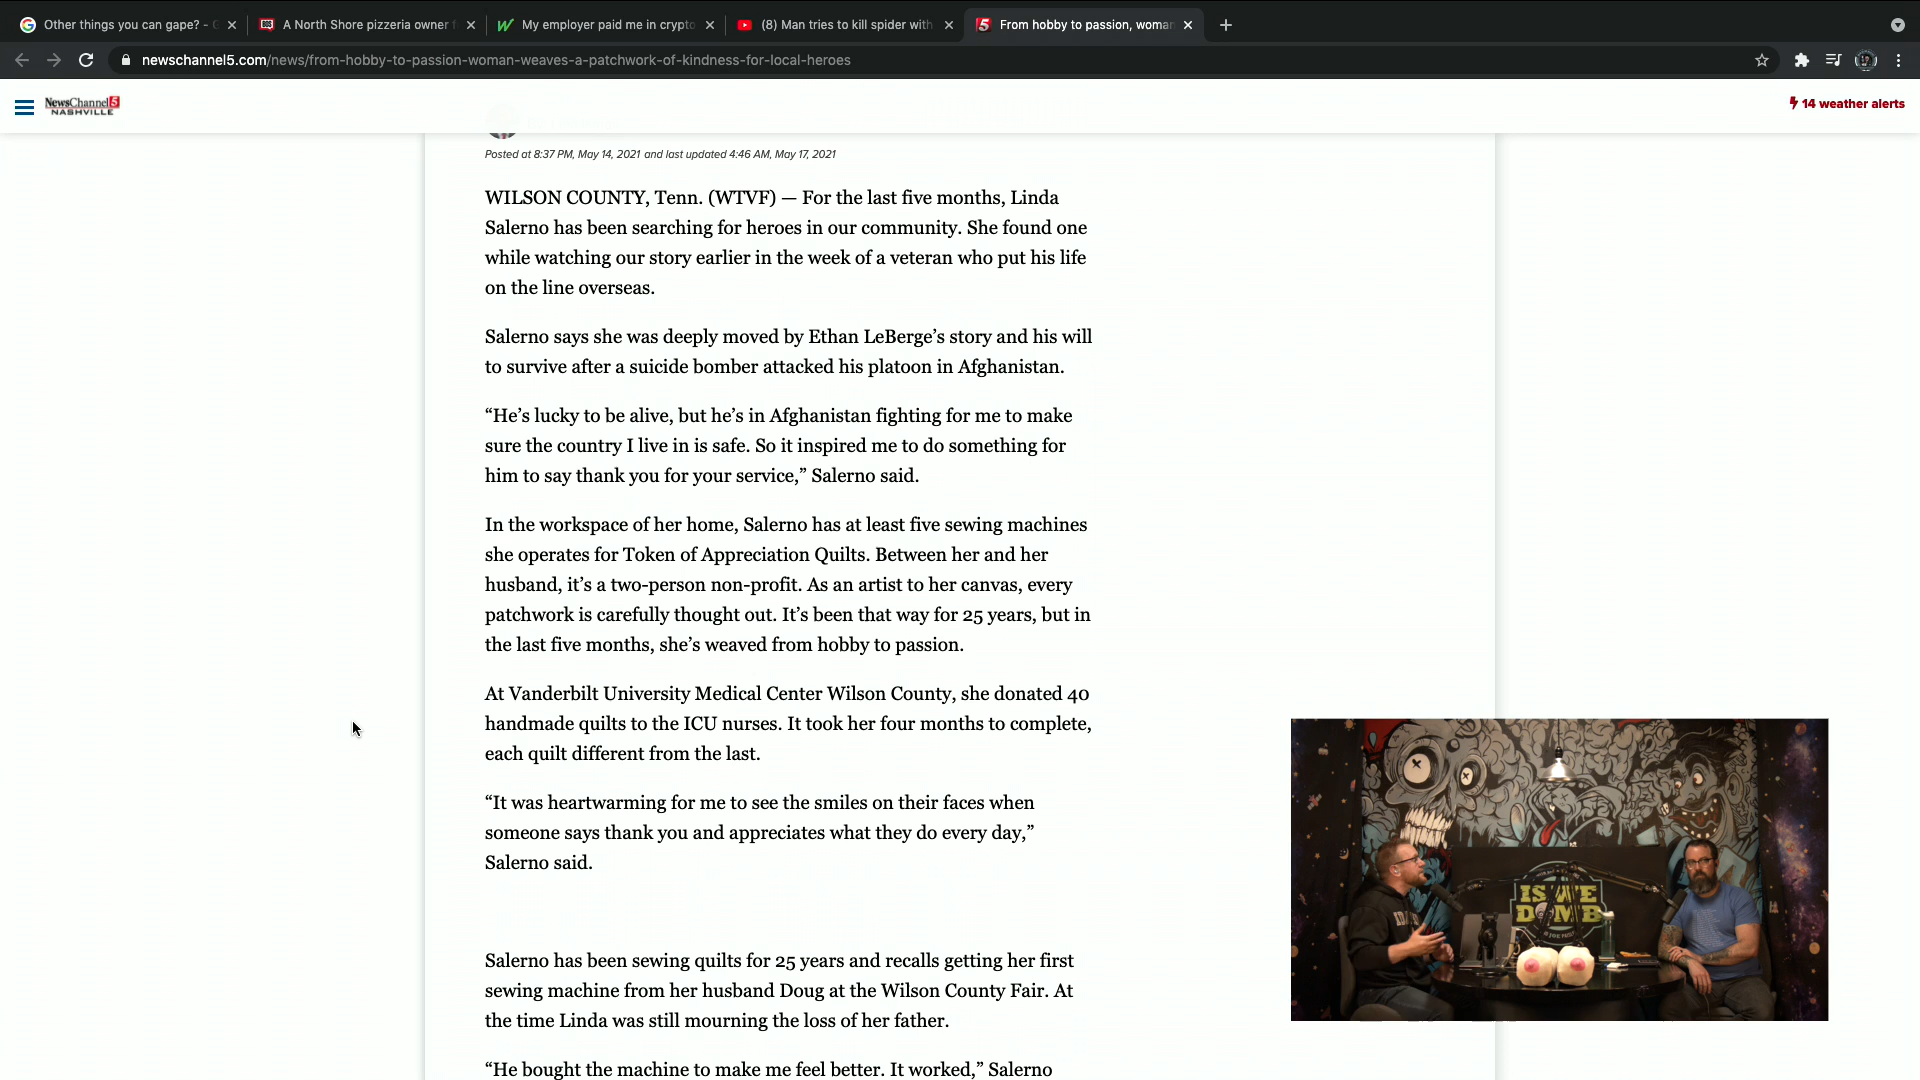 Other things you can gape? - G
A North Shore pizzeria owner f
My employer paid me in crypto
(8) Man tries to kill spider with
From hobby to passion, woman
newschannel5.com/news/from-hobby-to-passion-woman-weaves-a-patchwork-of-kindness-for-local-heroes
NewsChannel 5
NASHVILLE
14 weather alerts
Posted at 8:37 PM, May 14, 2021 and last updated 4:46 AM, May 17, 2021
WILSON COUNTY, Tenn. (WTVF) — For the last five months, Linda
Salerno has been searching for heroes in our community. She found one
while watching our story earlier in the week of a veteran who put his life
on the line overseas.
Salerno says she was deeply moved by Ethan LeBerge’s story and his will
to survive after a suicide bomber attacked his platoon in Afghanistan.
“He’s lucky to be alive, but he’s in Afghanistan fighting for me to make
sure the country I live in is safe. So it inspired me to do something for
him to say thank you for your service,” Salerno said.
In the workspace of her home, Salerno has at least five sewing machines
she operates for Token of Appreciation Quilts. Between her and her
husband, it’s a two-person non-profit. As an artist to her canvas, every
patchwork is carefully thought out. It’s been that way for 25 years, but in
the last five months, she’s weaved from hobby to passion.
At Vanderbilt University Medical Center Wilson County, she donated 40
handmade quilts to the ICU nurses. It took her four months to complete,
each quilt different from the last.
“It was heartwarming for me to see the smiles on their faces when
someone says thank you and appreciates what they do every day,”
Salerno said.
Salerno has been sewing quilts for 25 years and recalls getting her first
sewing machine from her husband Doug at the Wilson County Fair. At
the time Linda was still mourning the loss of her father.
“He bought the machine to make me feel better. It worked,” Salerno
IS WE
DUMB